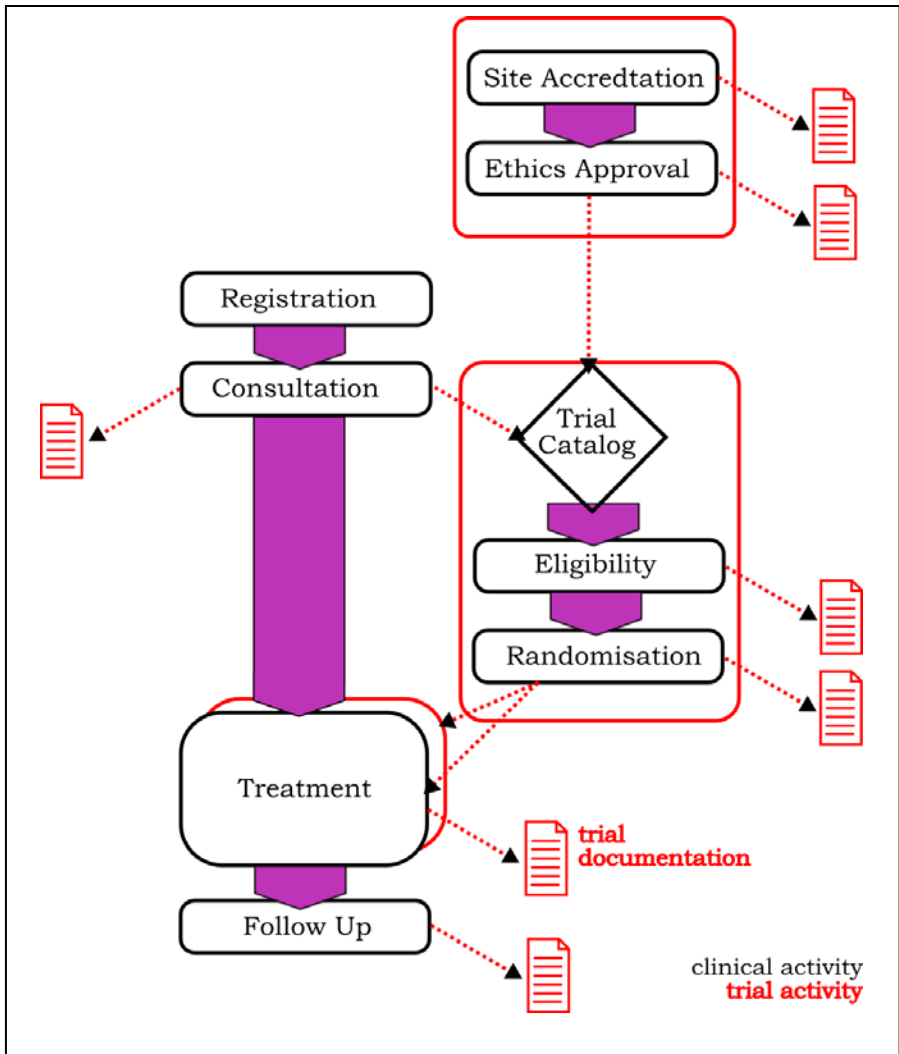 Site Accredtation
Ethics Approval
Registration
Consultation
Trial
Catalog
Eligibility
Randomisation
Treatment
trial
documentation
Follow Up
clinical activity
trial activity